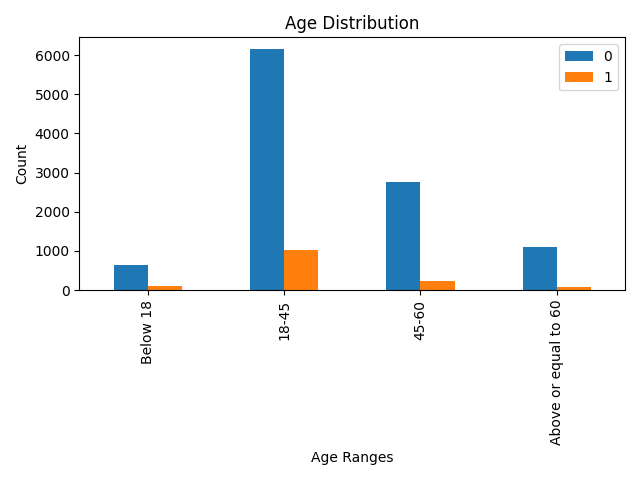 Age Distribution
0
1
6000
5000
4000
3000
2000
1000
0
Count
Below 18
18-45
45-60
Above or equal to 60
Age Ranges